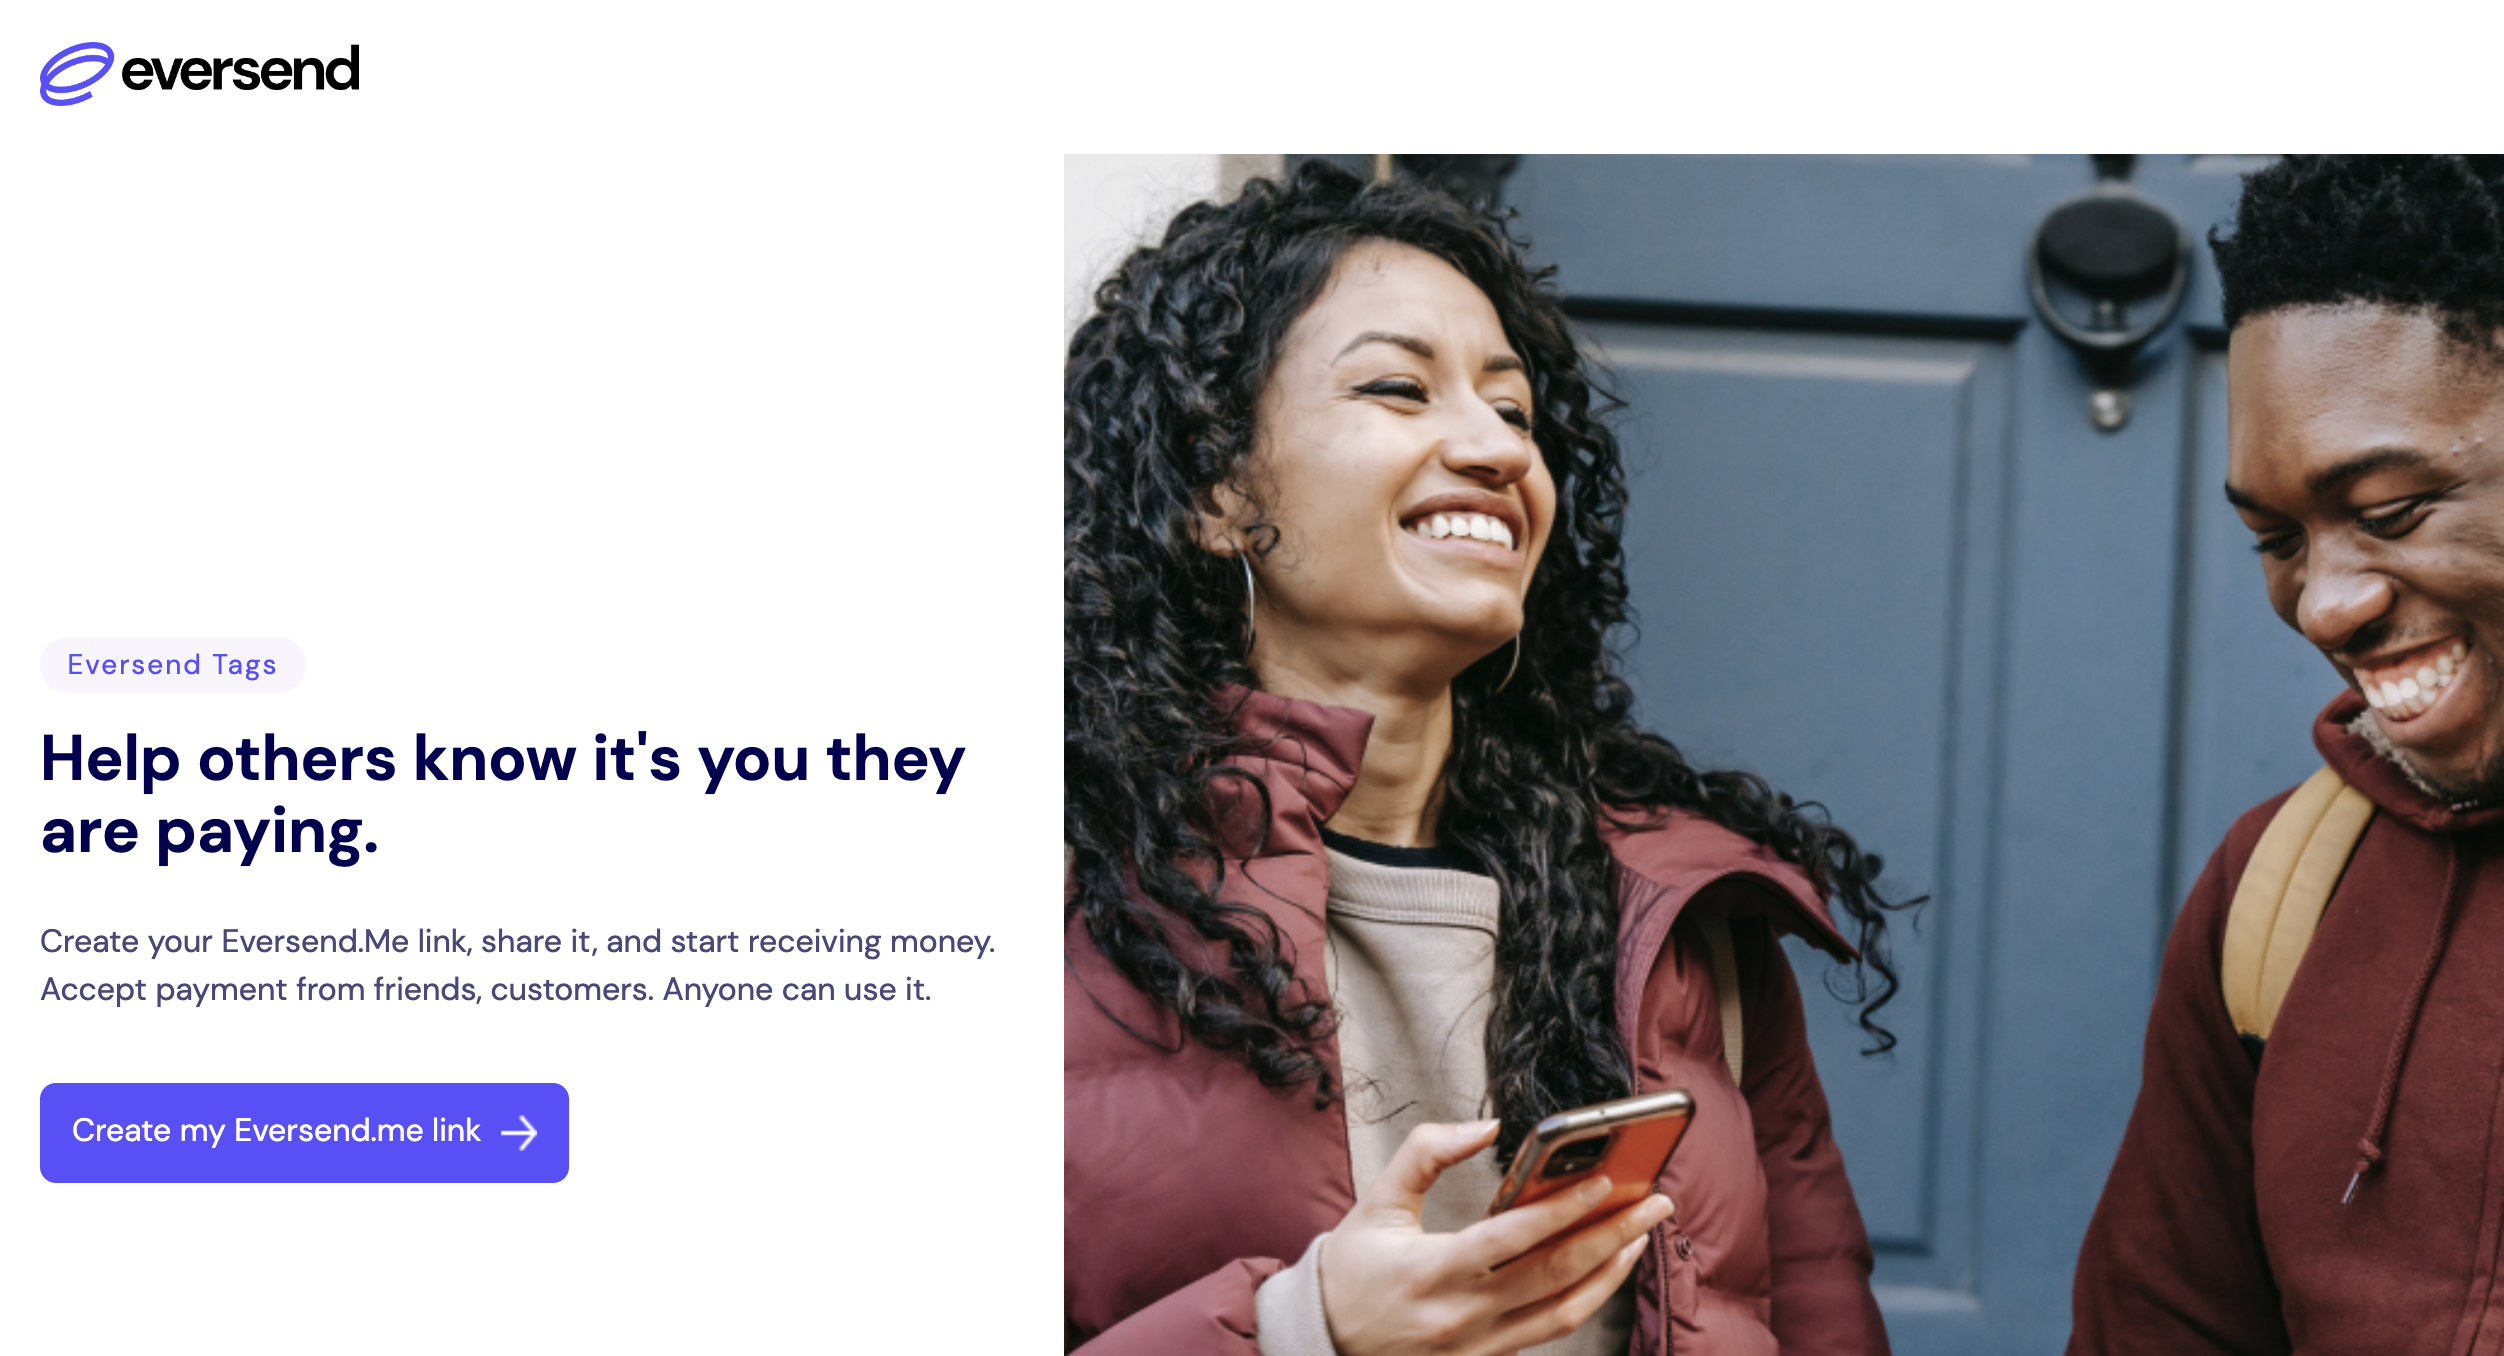 eversend
Eversend Tags
Help others know it's you they
are paying.
Create your Eversend.Me link, share it, and start receiving money.
Accept payment from friends, customers. Anyone can use it.
Create my Eversend.me link